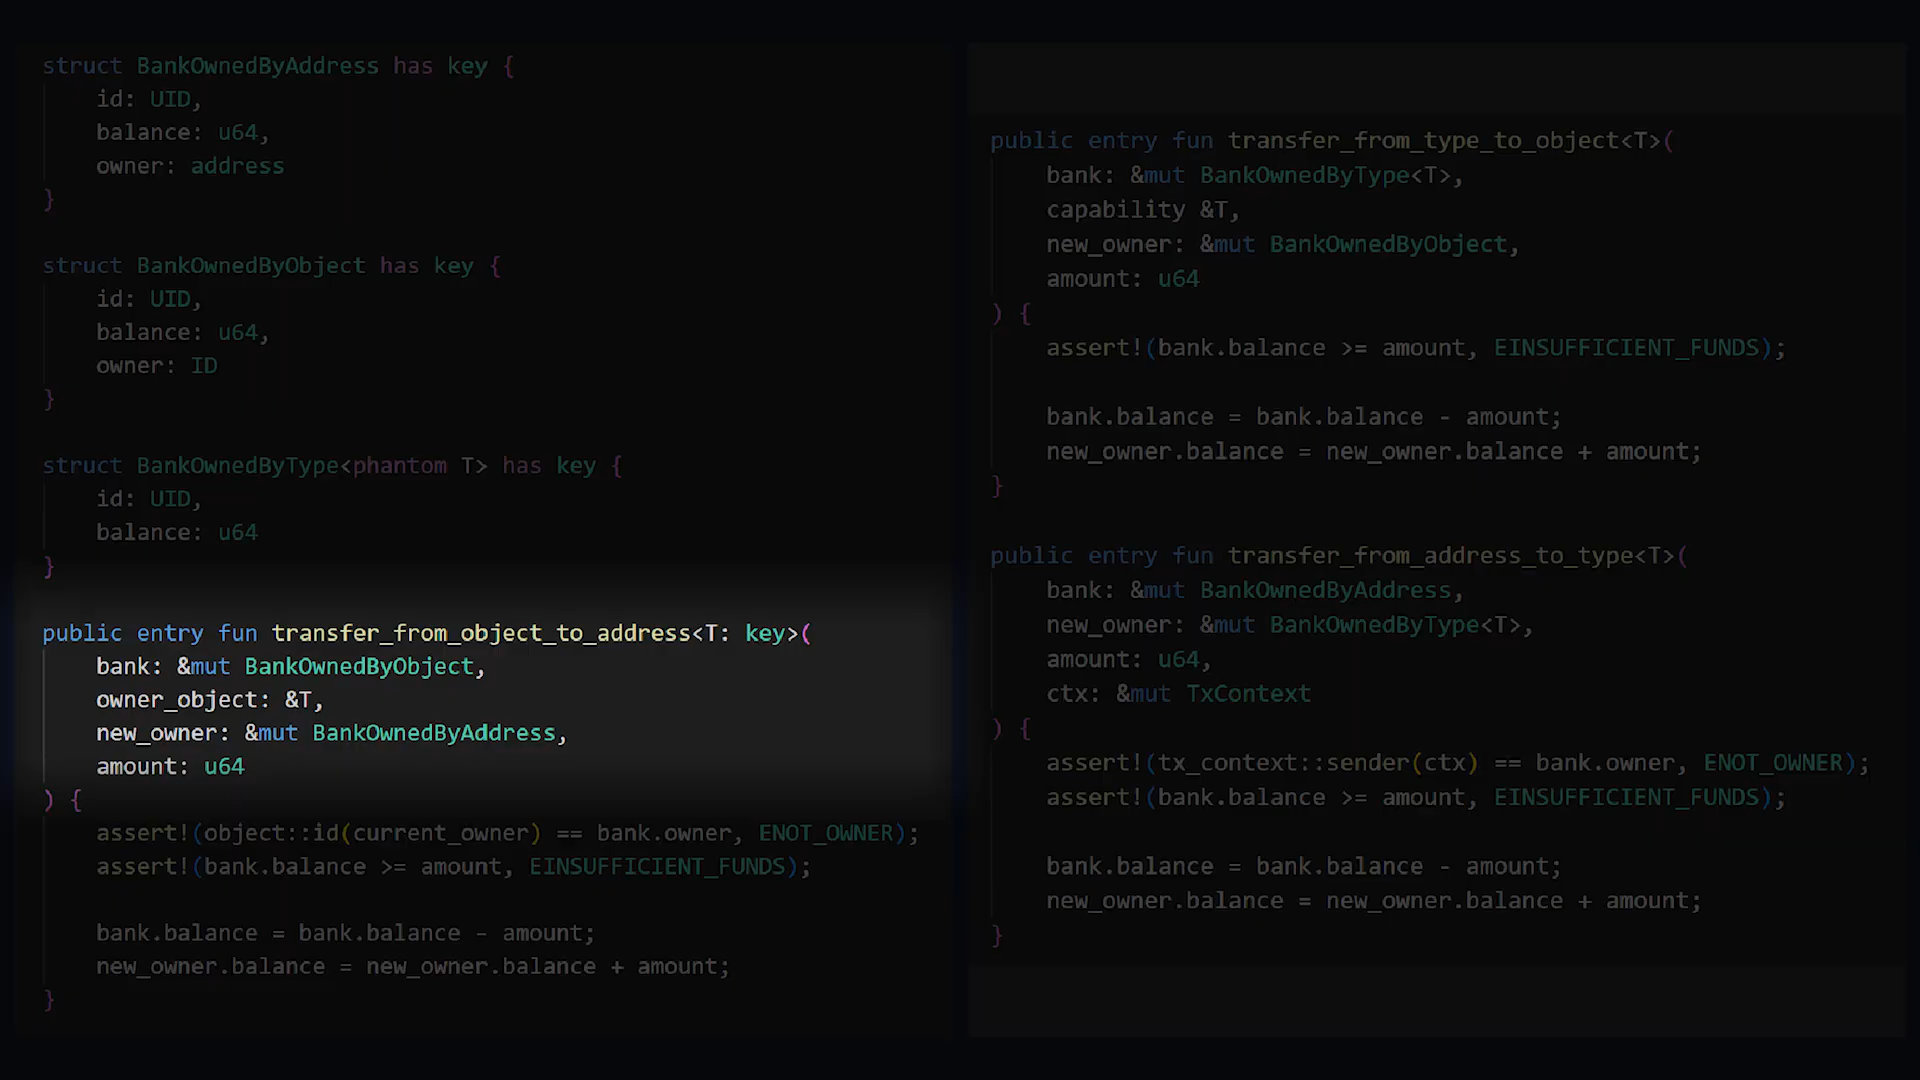 struct BankOwnedByAddress has key {
    id: UID,
    balance: u64,
    owner: address
}
struct BankOwnedByObject has key {
    id: UID,
    balance: u64,
    owner: ID
}
struct BankOwnedByType<phantom T> has key {
    id: UID,
    balance: u64
}
public entry fun transfer_from_object_to_address<T: key>(
    bank: &mut BankOwnedByObject,
    owner_object: &T,
    new_owner: &mut BankOwnedByAddress,
    amount: u64
) {
    assert!(object::id(current_owner) == bank.owner, ENOT_OWNER);
    assert!(bank.balance >= amount, EINSUFFICIENT_FUNDS);
    bank.balance = bank.balance - amount;
    new_owner.balance = new_owner.balance + amount;
}
public entry fun transfer_from_type_to_object<T>(
    bank: &mut BankOwnedByType<T>,
    capability &T,
    new_owner: &mut BankOwnedByObject,
    amount: u64
) {
    assert!(bank.balance >= amount, EINSUFFICIENT_FUNDS);
    bank.balance = bank.balance - amount;
    new_owner.balance = new_owner.balance + amount;
}
public entry fun transfer_from_address_to_type<T>(
    bank: &mut BankOwnedByAddress,
    new_owner: &mut BankOwnedByType<T>,
    amount: u64,
    ctx: &mut TxContext
) {
    assert!(tx_context::sender(ctx) == bank.owner, ENOT_OWNER);
    assert!(bank.balance >= amount, EINSUFFICIENT_FUNDS);
    bank.balance = bank.balance - amount;
    new_owner.balance = new_owner.balance + amount;
}